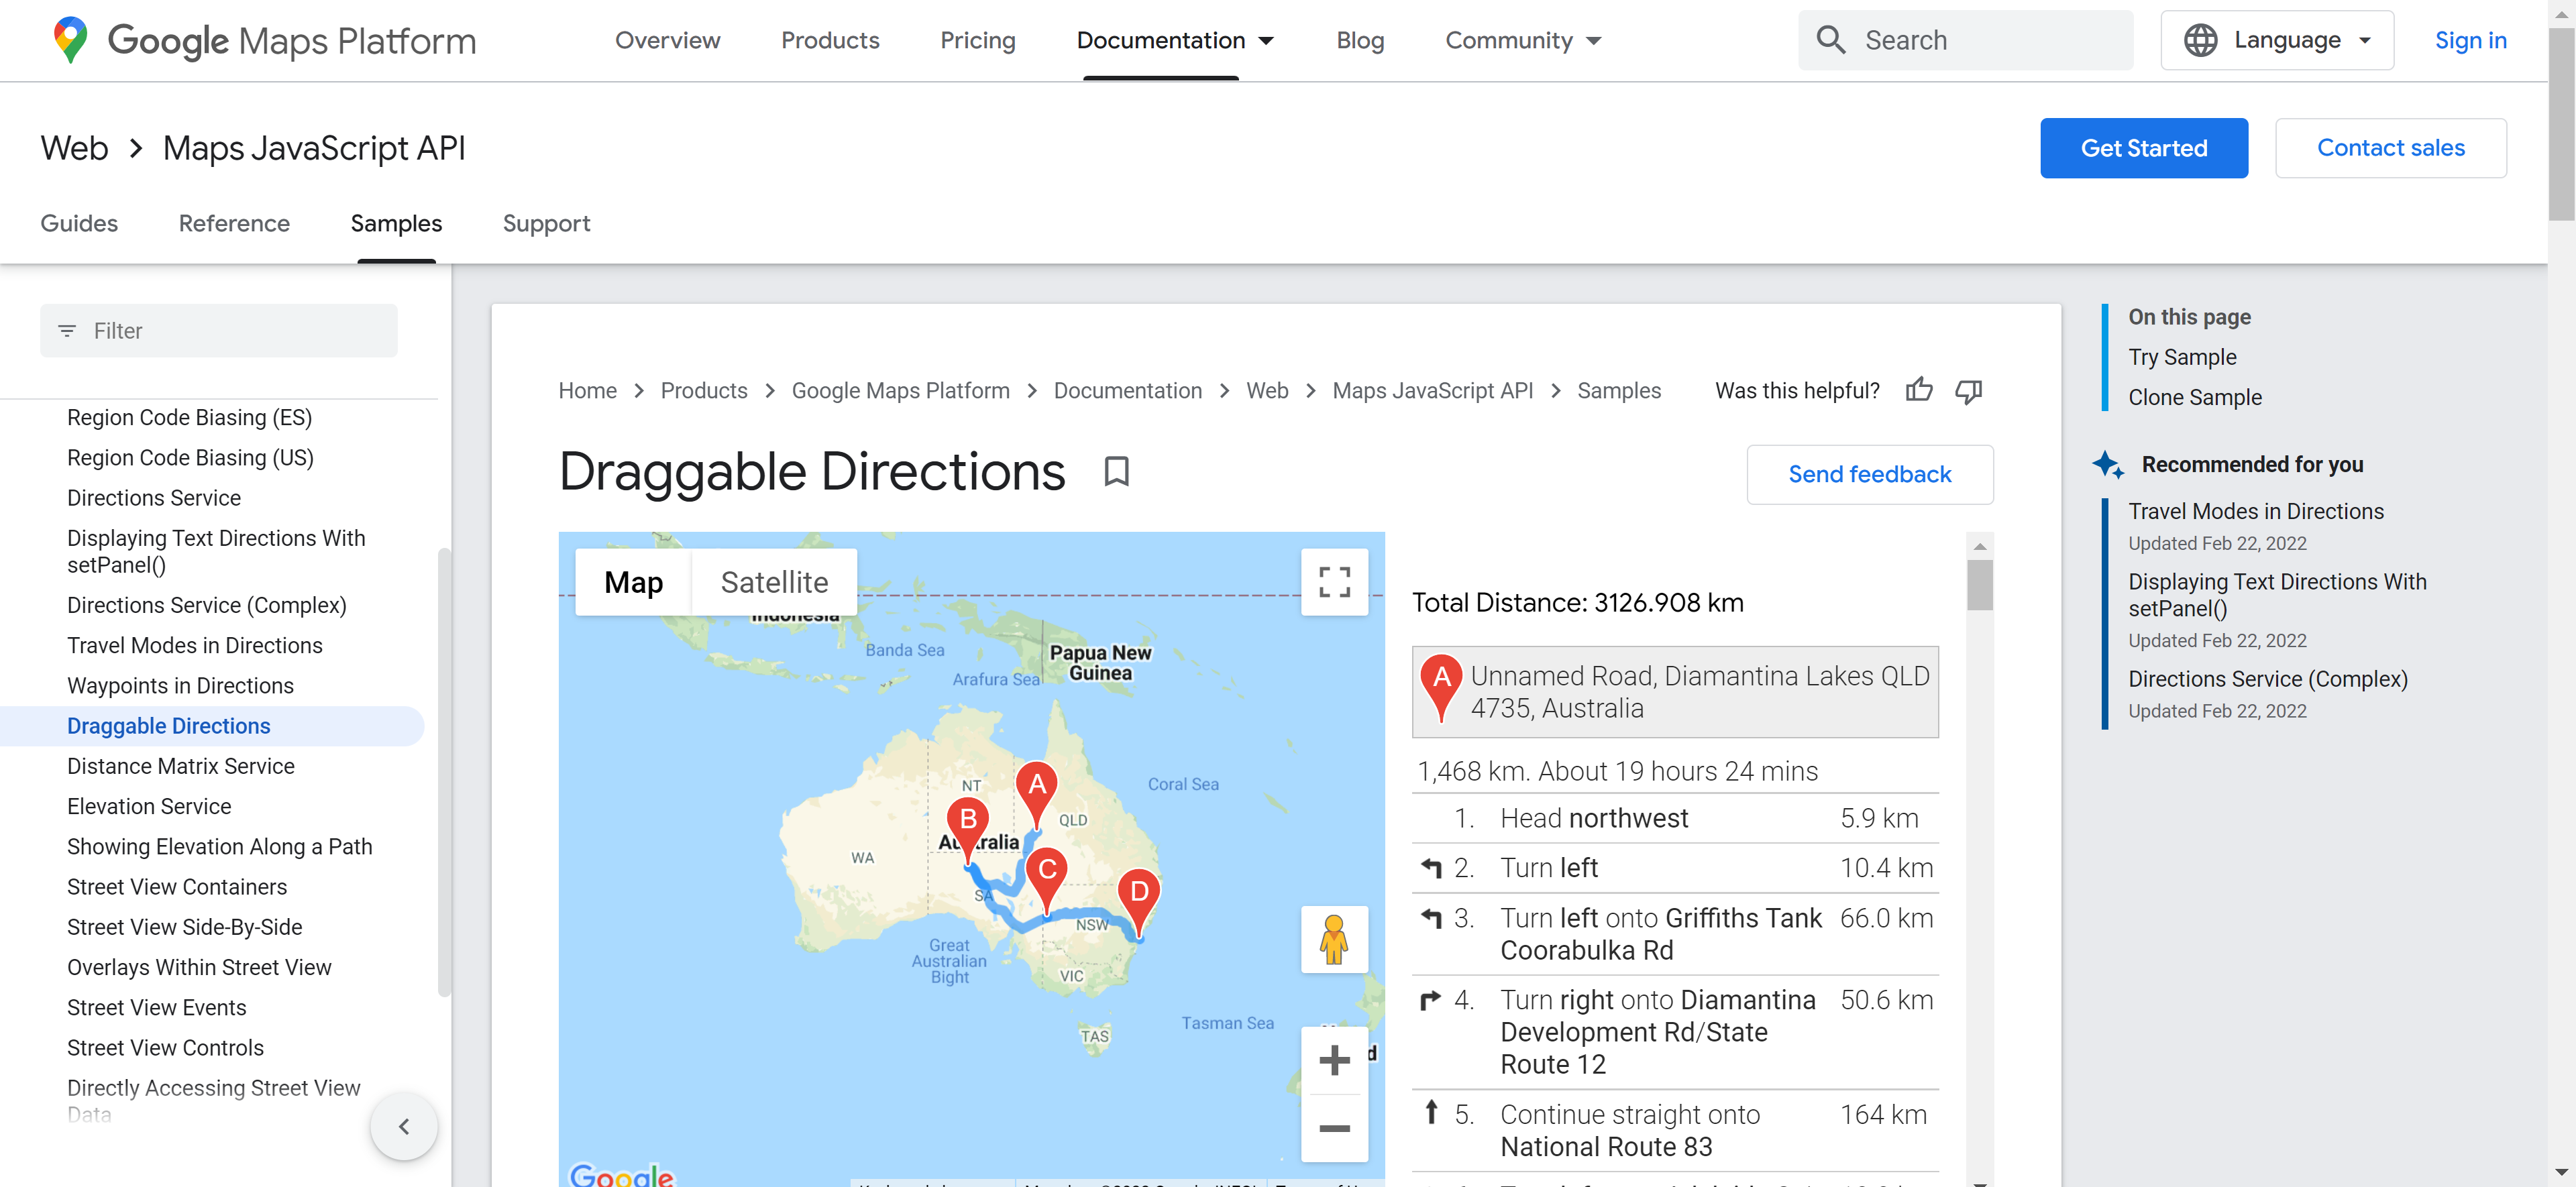 Google Maps Platform
Overview
Products
Pricing
Documentation
Blog
Community
Search
Language
Sign in
Web
Maps JavaScript API
Get Started
Contact sales
Guides
Reference
Samples
Support
Filter
Region Code Biasing (ES)
Region Code Biasing (US)
Directions Service
Displaying Text Directions With
setPanel()
Directions Service (Complex)
Travel Modes in Directions
Waypoints in Directions
Draggable Directions
Distance Matrix Service
Elevation Service
Showing Elevation Along a Path
Street View Containers
Street View Side-By-Side
Overlays Within Street View
Street View Events
Street View Controls
Directly Accessing Street View
Data
Home
Products
Google Maps Platform
Documentation
Web
Maps JavaScript API
Samples
Was this helpful?
Draggable Directions
Send feedback
Map
Satellite
Indonesia
Banda Sea
Papua New
Guinea
Arafura Sea
Coral Sea
NT
A
B
QLD
Australia
WA
C
D
SA
NSW
Great
Australian
Bight
VIC
Tasman Sea
TAS
Google
Total Distance: 3126.908 km
A
Unnamed Road, Diamantina Lakes QLD
4735, Australia
1,468 km. About 19 hours 24 mins
1. Head northwest 5.9 km
2. Turn left 10.4 km
3. Turn left onto Griffiths Tank 66.0 km
Coorabulka Rd
4. Turn right onto Diamantina 50.6 km
Development Rd/State
Route 12
5. Continue straight onto 164 km
National Route 83
On this page
Try Sample
Clone Sample
Recommended for you
Travel Modes in Directions
Updated Feb 22, 2022
Displaying Text Directions With
setPanel()
Updated Feb 22, 2022
Directions Service (Complex)
Updated Feb 22, 2022